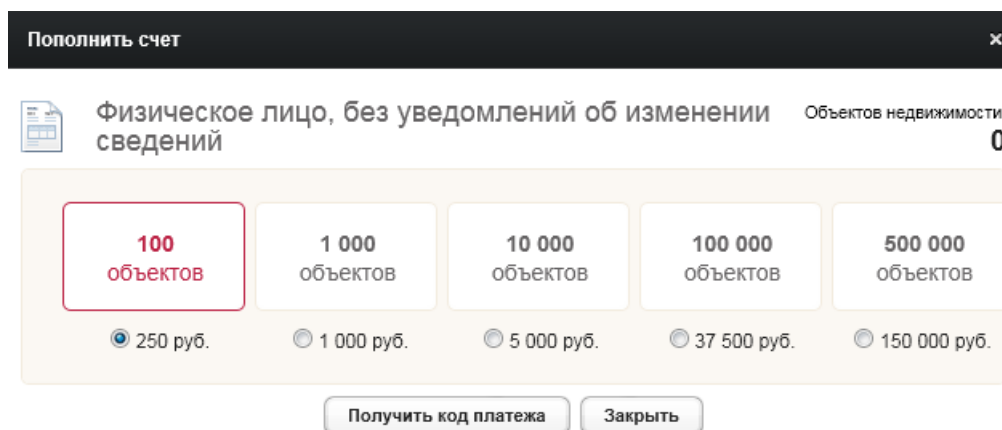 Пополнить счет
×
Физическое лицо, без уведомлений об изменении
сведений
Объектов недвижимости
0
100
объектов
1 000
объектов
10 000
объектов
100 000
объектов
500 000
объектов
250 руб.
1 000 руб.
5 000 руб.
37 500 руб.
150 000 руб.
Получить код платежа
Закрыть